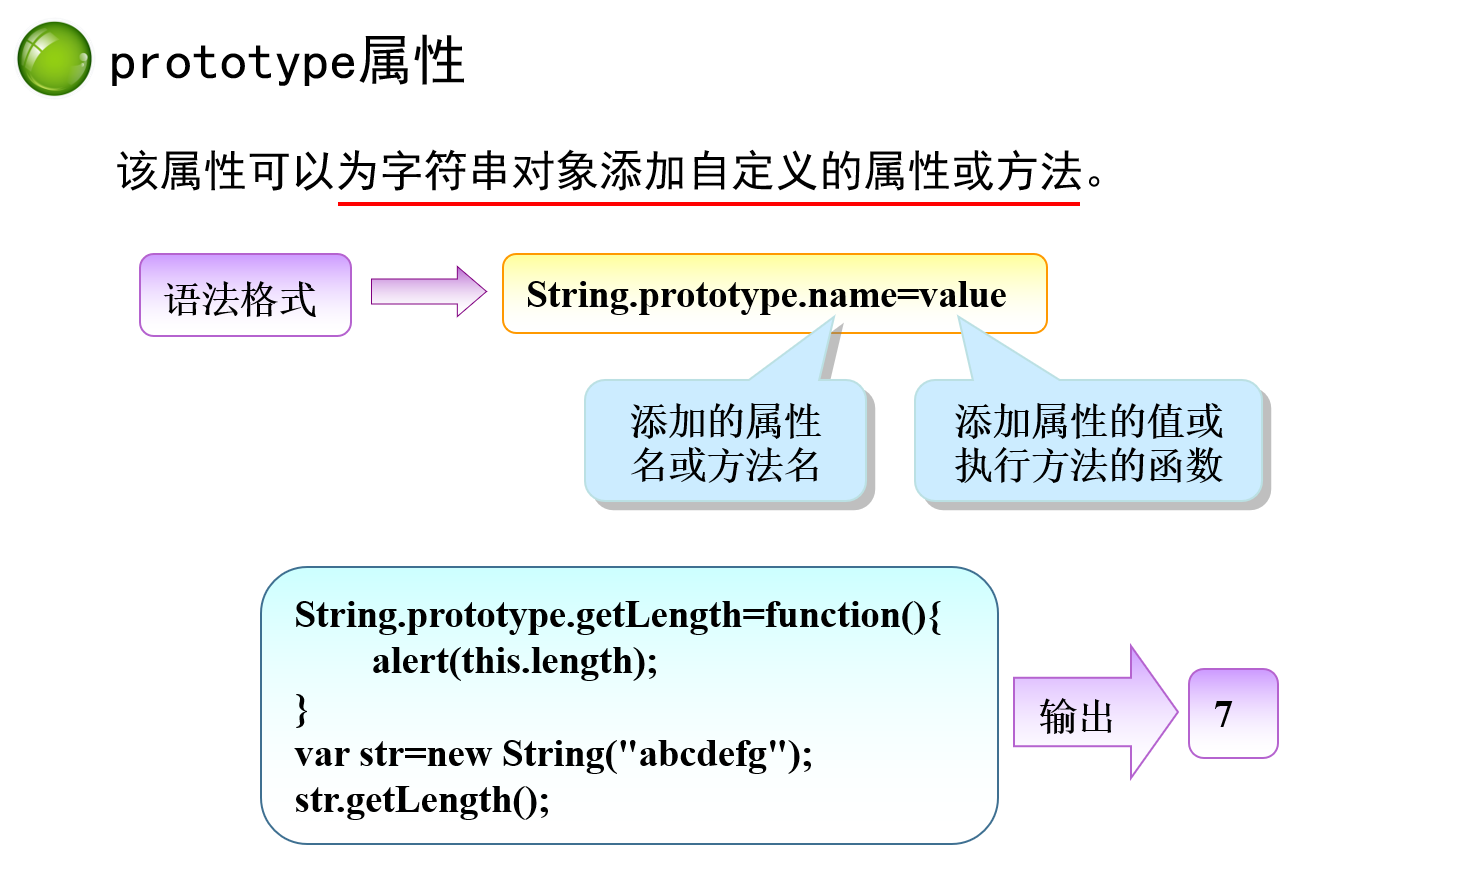 prototype属性
该属性可以为字符串对象添加自定义的属性或方法。
语法格式
String.prototype.name=value
添加的属性
名或方法名
添加属性的值或
执行方法的函数
String.prototype.getLength=function(){
alert(this.length);
}
var str=new String("abcdefg");
str.getLength();
输出
7